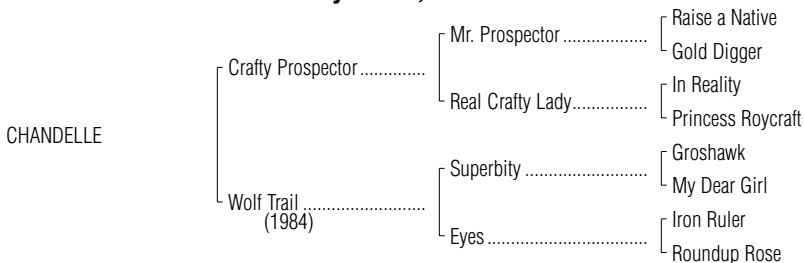 Raise a Native
Mr. Prospector ...................
Gold Digger
Crafty Prospector..............
In Reality
Real Crafty Lady................
Princess Roycraft
CHANDELLE
Groshawk
Superbity ..........................
My Dear Girl
Wolf Trail ..........................
(1984)
Iron Ruler
Eyes..................................
Roundup Rose